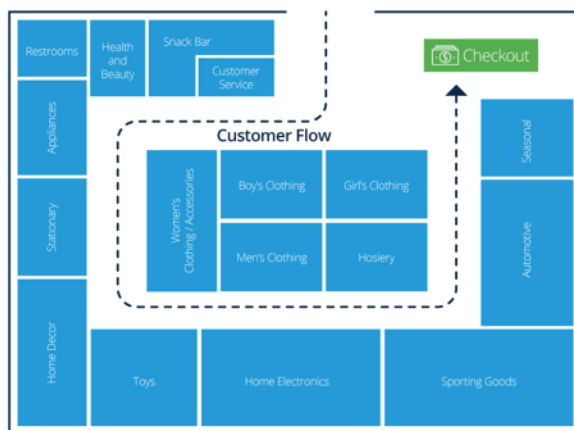 Restrooms
Health
and
Beauty
Snack Bar
Customer
Service
Checkout
Appliances
Customer Flow
Seasonal
Women's
Clothing / Accessories
Boy's Clothing
Girl's Clothing
Stationary
Men's Clothing
Hosiery
Automotive
Home Decor
Toys
Home Electronics
Sporting Goods